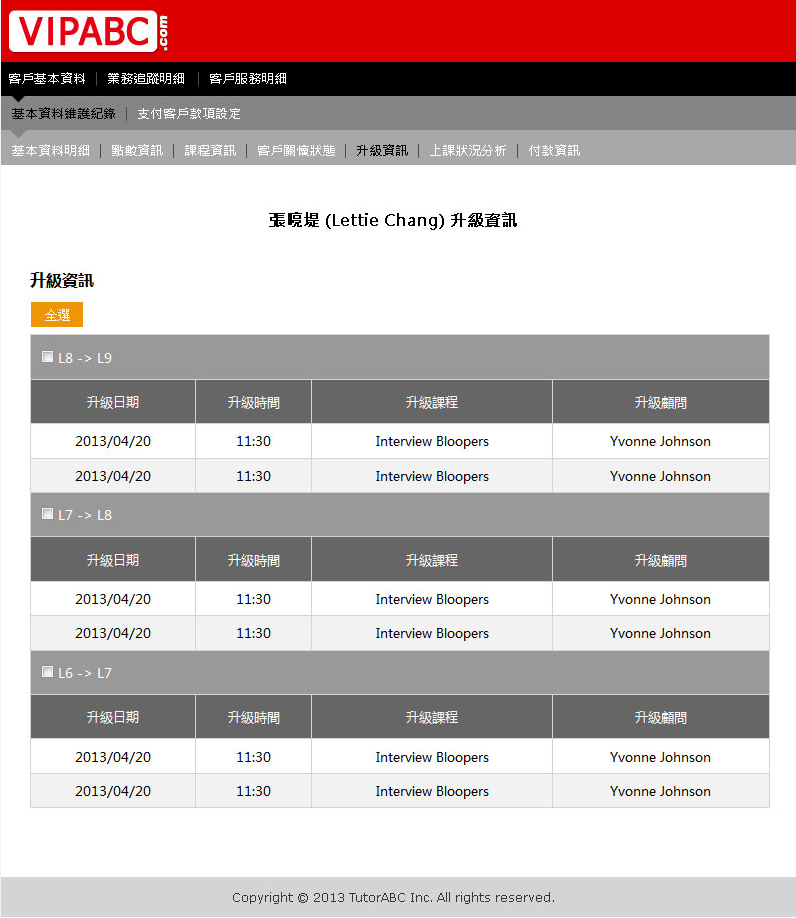 VIPABC.com
客戶基本資料 | 業務追蹤明細 | 客戶服務明細
基本資料維護紀錄 | 支付客戶款項設定
基本資料明細 | 點數資訊 | 課程資訊 | 客戶關懷狀態 | 升級資訊 | 上課狀況分析 | 付款資訊
張曉堤 (Lettie Chang) 升級資訊
升級資訊
全選
L8 -> L9
升級日期 升級時間 升級課程 升級顧問
2013/04/20 11:30 Interview Bloopers Yvonne Johnson
2013/04/20 11:30 Interview Bloopers Yvonne Johnson
L7 -> L8
升級日期 升級時間 升級課程 升級顧問
2013/04/20 11:30 Interview Bloopers Yvonne Johnson
2013/04/20 11:30 Interview Bloopers Yvonne Johnson
L6 -> L7
升級日期 升級時間 升級課程 升級顧問
2013/04/20 11:30 Interview Bloopers Yvonne Johnson
2013/04/20 11:30 Interview Bloopers Yvonne Johnson
Copyright © 2013 TutorABC Inc. All rights reserved.